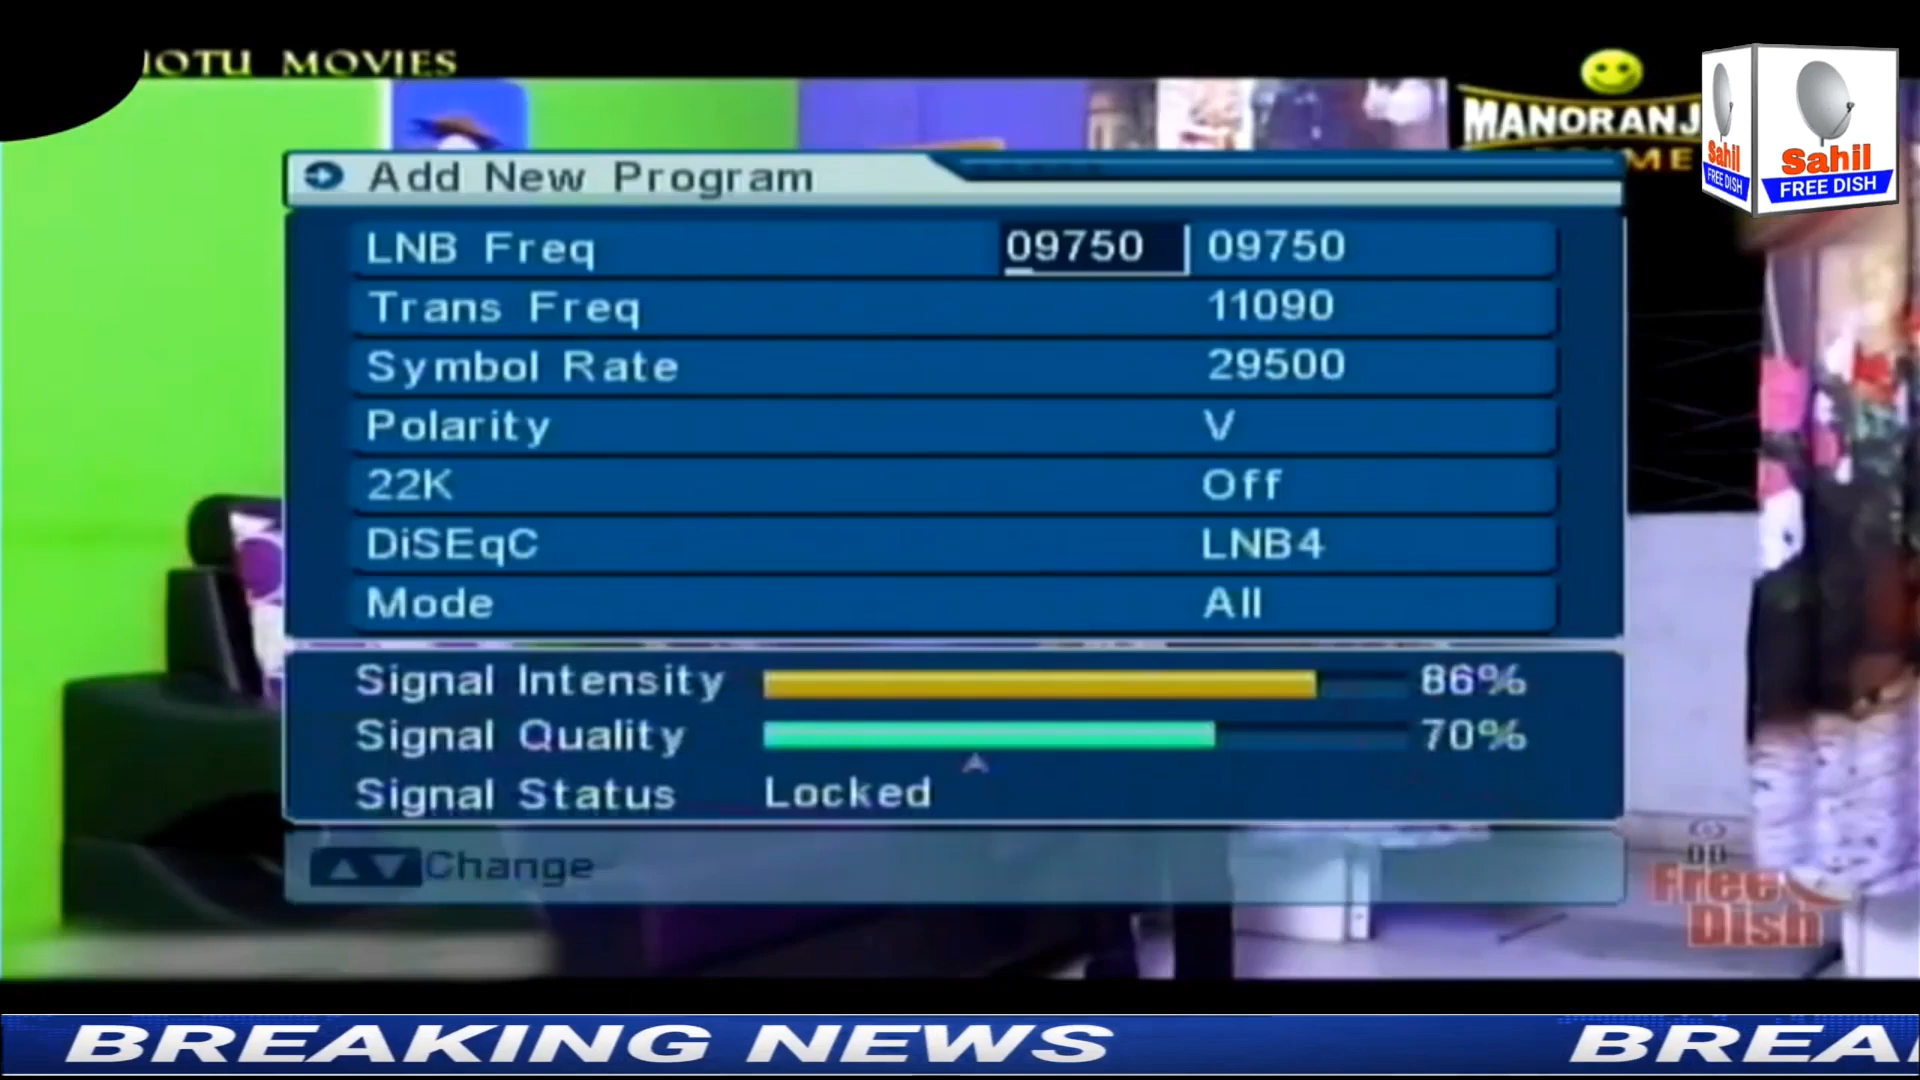 MOVIES
MANORANJ
Sahil
FREE DISH
Sahil
FREE DISH
Add New Program
LNB Freq 09750 09750
Trans Freq 11090
Symbol Rate 29500
Polarity V
22K Off
DiSEqC LNB4
Mode All
Signal Intensity 86%
Signal Quality 70%
Signal Status Locked
Change
DD
Free
Dish
BREAKING NEWS BREA